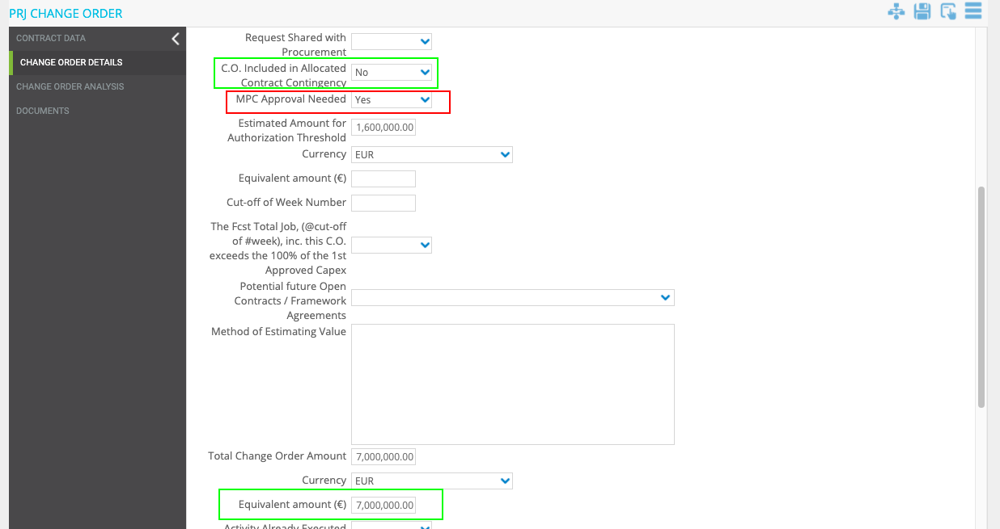 PRJ CHANGE ORDER
CONTRACT DATA
CHANGE ORDER DETAILS
CHANGE ORDER ANALYSIS
DOCUMENTS
Request Shared with
Procurement
C.O. Included in Allocated
Contract Contingency
No
MPC Approval Needed
Yes
Estimated Amount for
Authorization Threshold
1,600,000.00
Currency
EUR
Equivalent amount (€)
Cut-off of Week Number
The Fcst Total Job, (@cut-off
of #week), inc. this C.O.
exceeds the 100% of the 1st
Approved Capex
Potential future Open
Contracts / Framework
Agreements
Method of Estimating Value
Total Change Order Amount
7,000,000.00
Currency
EUR
Equivalent amount (€)
7,000,000.00
Activity Already Executed